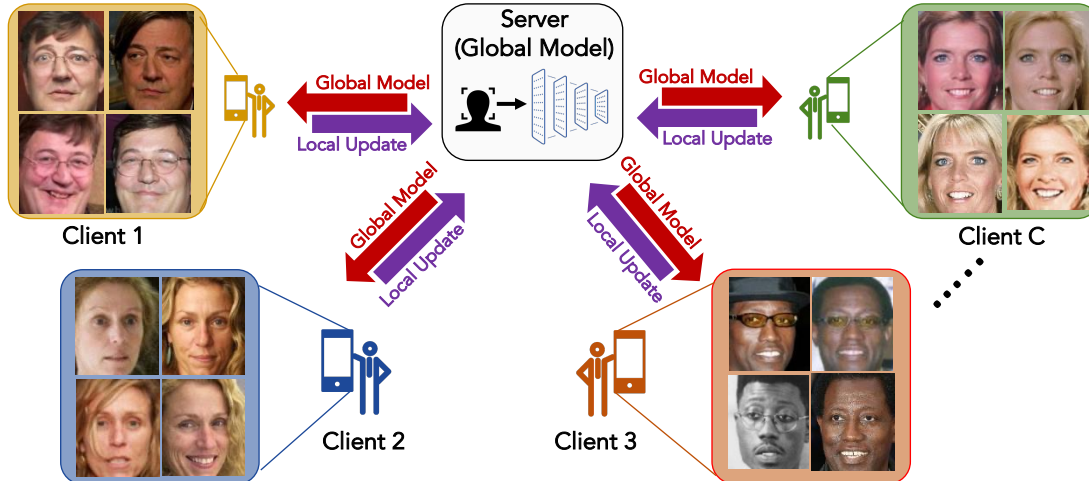 Server
(Global Model)
Global Model
Local Update
Global Model
Local Update
Client 1
Global Model
Local Update
Global Model
Local Update
Client C
Client 2
Client 3